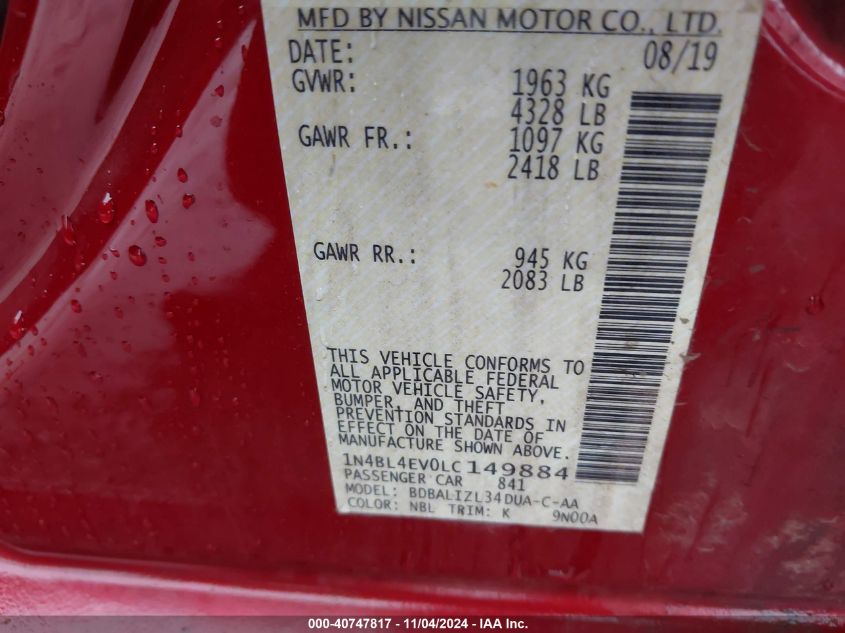 MFD BY NISSAN MOTOR CO., LTD.
DATE: 08/19
GVWR: 1963 KG
4328 LB
GAWR FR.: 1097 KG
2418 LB
GAWR RR.: 945 KG
2083 LB
THIS VEHICLE CONFORMS TO
ALL APPLICABLE FEDERAL
MOTOR VEHICLE SAFETY,
BUMPER, AND THEFT
PREVENTION STANDARDS IN
EFFECT ON THE DATE OF
MANUFACTURE SHOWN ABOVE.
1N4BL4EV0LC149884
PASSENGER CAR 841
MODEL: BDBALIZL34DUA-C-AA
COLOR: NBL TRIM: K 9N00A
000-40747817 - 11/04/2024 - IAA Inc.